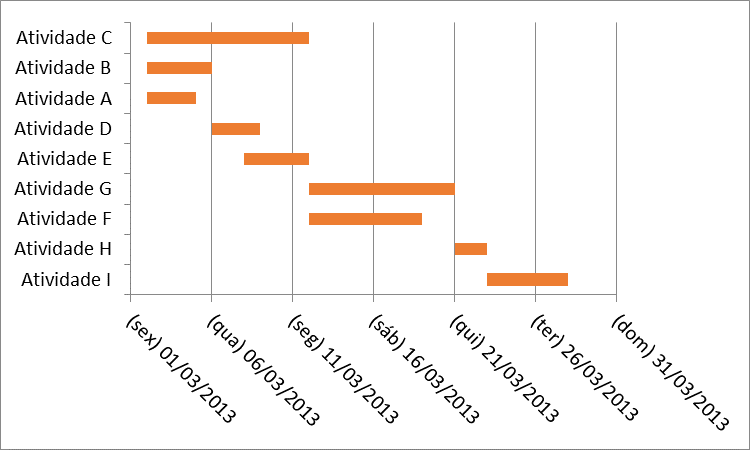 Atividade C
Atividade B
Atividade A
Atividade D
Atividade E
Atividade G
Atividade F
Atividade H
Atividade I
(sex) 01/03/2013
(qua) 06/03/2013
(seg) 11/03/2013
(sáb) 16/03/2013
(qui) 21/03/2013
(ter) 26/03/2013
(dom) 31/03/2013